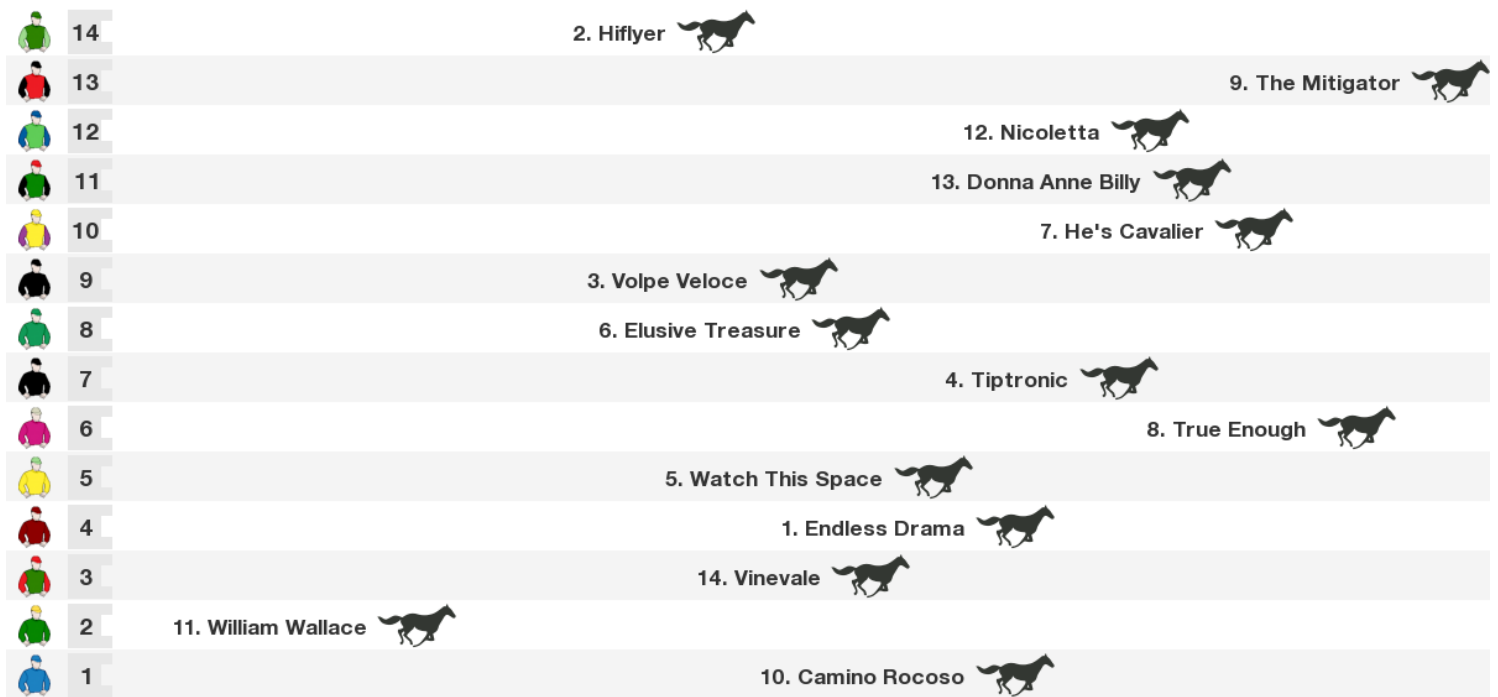 14 2. Hiflyer
13 9. The Mitigator
12 12. Nicoletta
11 13. Donna Anne Billy
10 7. He's Cavalier
9 3. Volpe Veloce
8 6. Elusive Treasure
7 4. Tiptronic
6 8. True Enough
5 5. Watch This Space
4 1. Endless Drama
3 14. Vinevale
2 11. William Wallace
1 10. Camino Rocoso